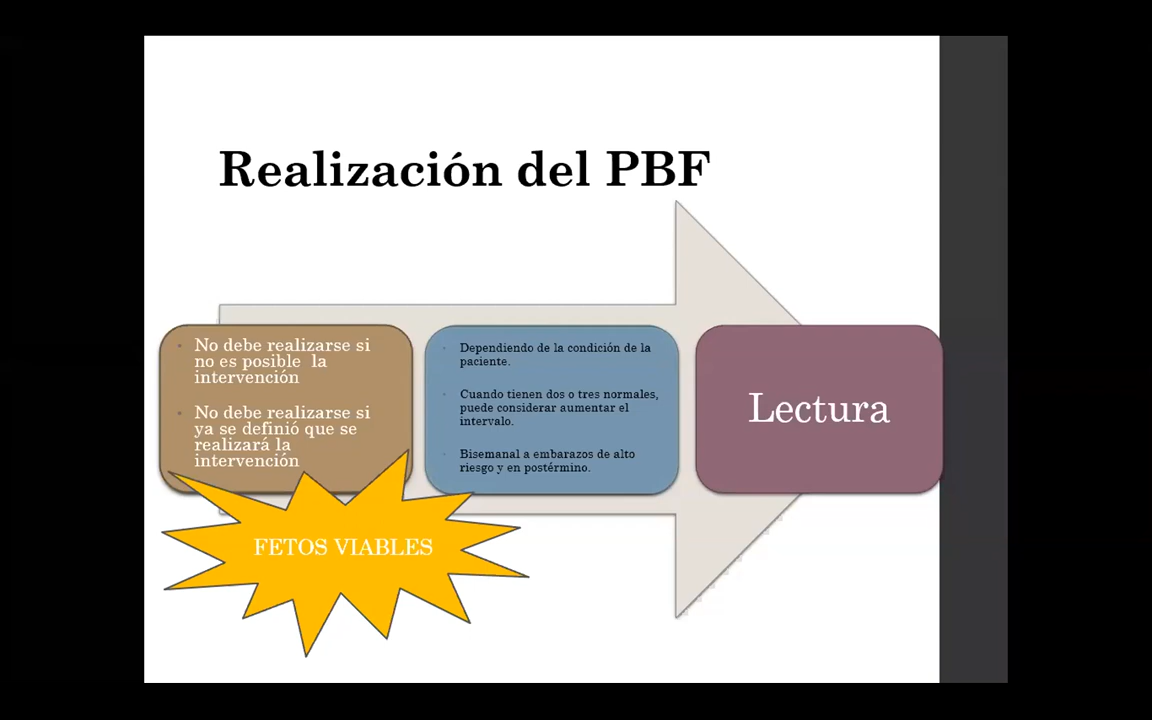 Realización del PBF
No debe realizarse si
no es posible la
intervención
No debe realizarse si
ya se definió que se
realizará la
intervención
Dependiendo de la condición de la
paciente.
Cuando tienen dos o tres normales,
puede considerar aumentar el
intervalo.
Bisemanal a embarazos de alto
riesgo y en postérmino.
Lectura
FETOS VIABLES